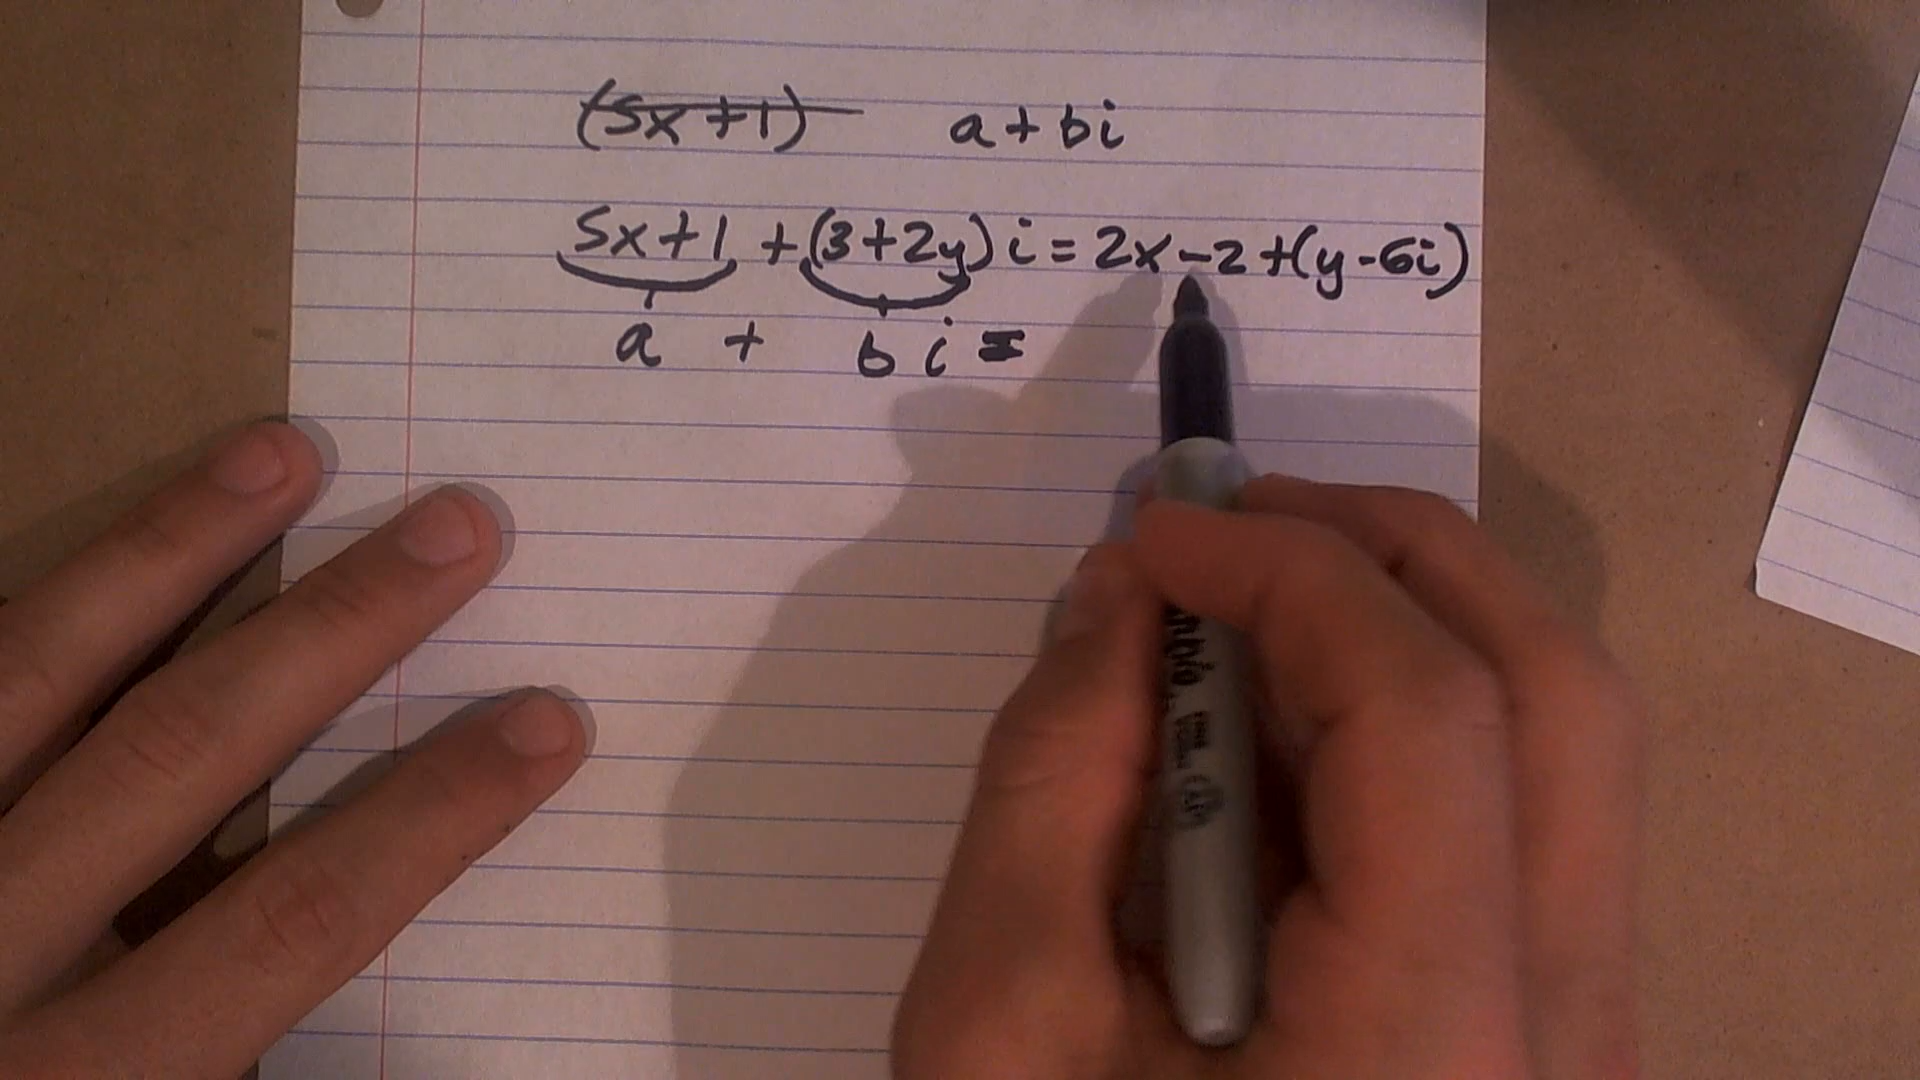 (5x+1) a+bi
5x+1 +(3+2y)i=2x-2+(y-6i)
a + bi =